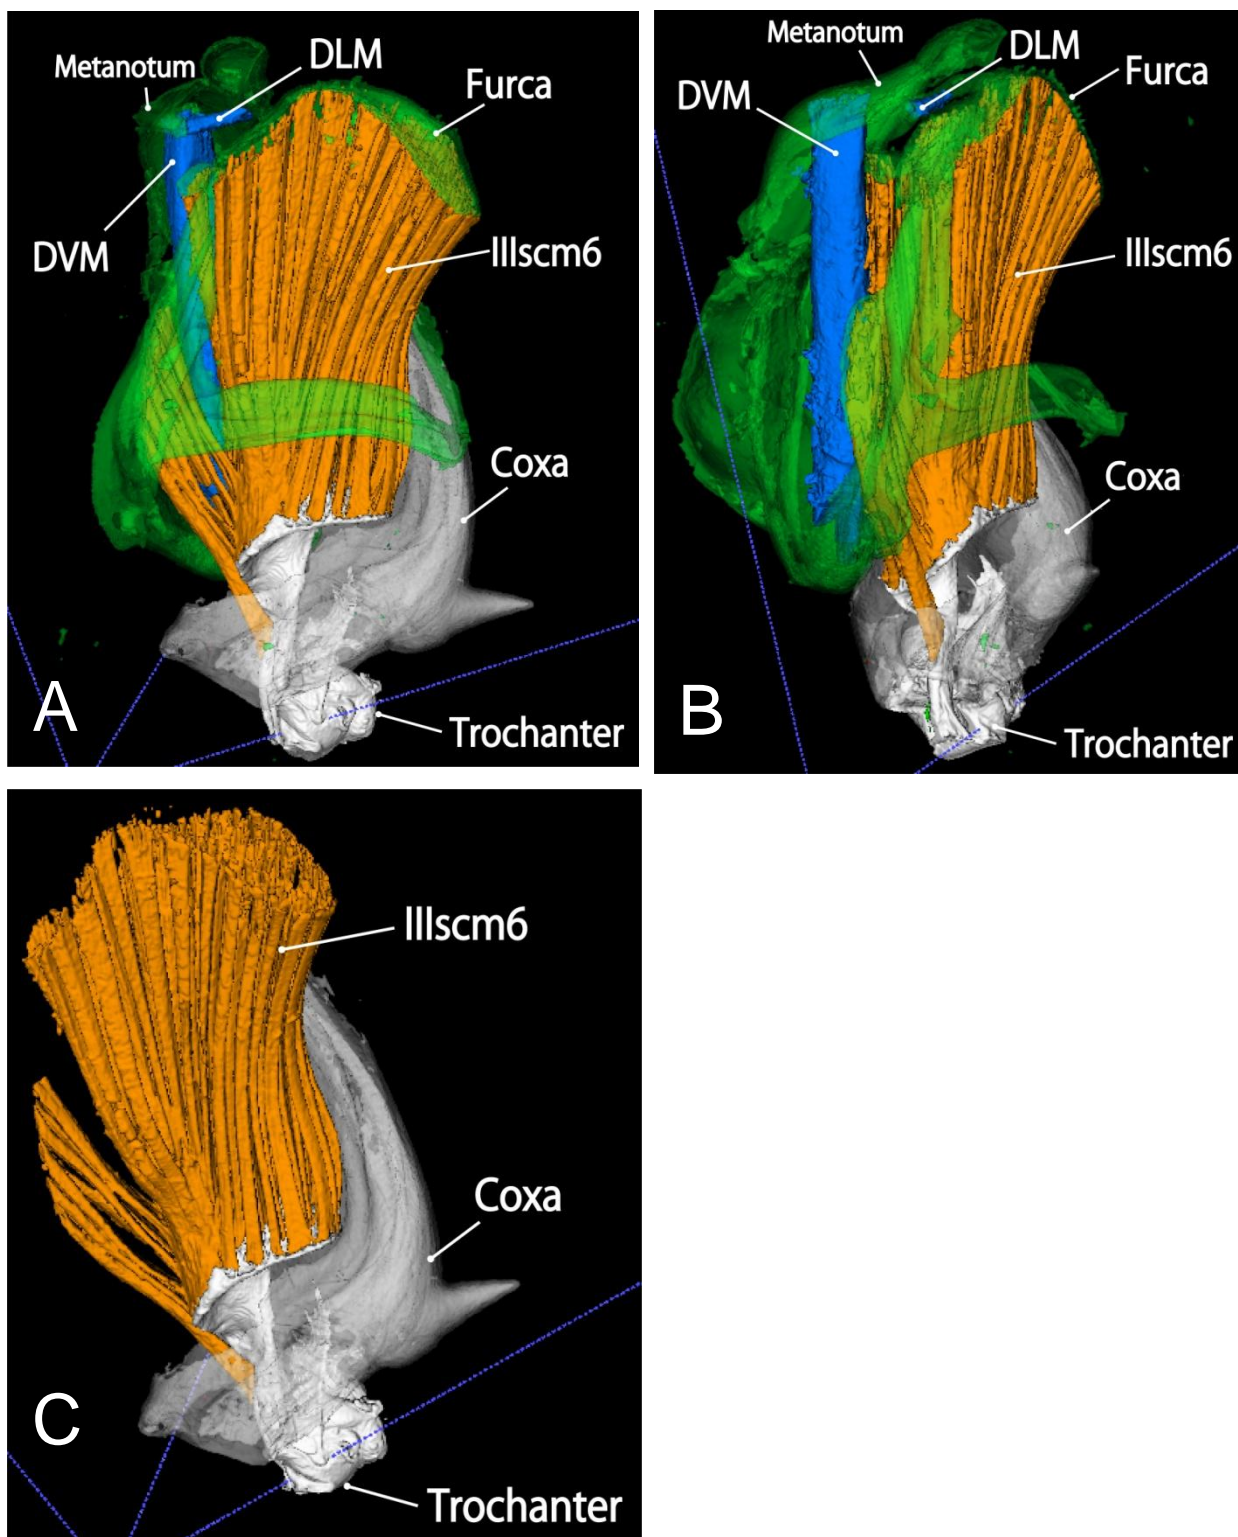 Metanotum
DLM
Furca
DVM
IIIscm6
Coxa
A
Trochanter
Metanotum
DLM
Furca
DVM
IIIscm6
Coxa
B
Trochanter
IIIscm6
Coxa
C
Trochanter